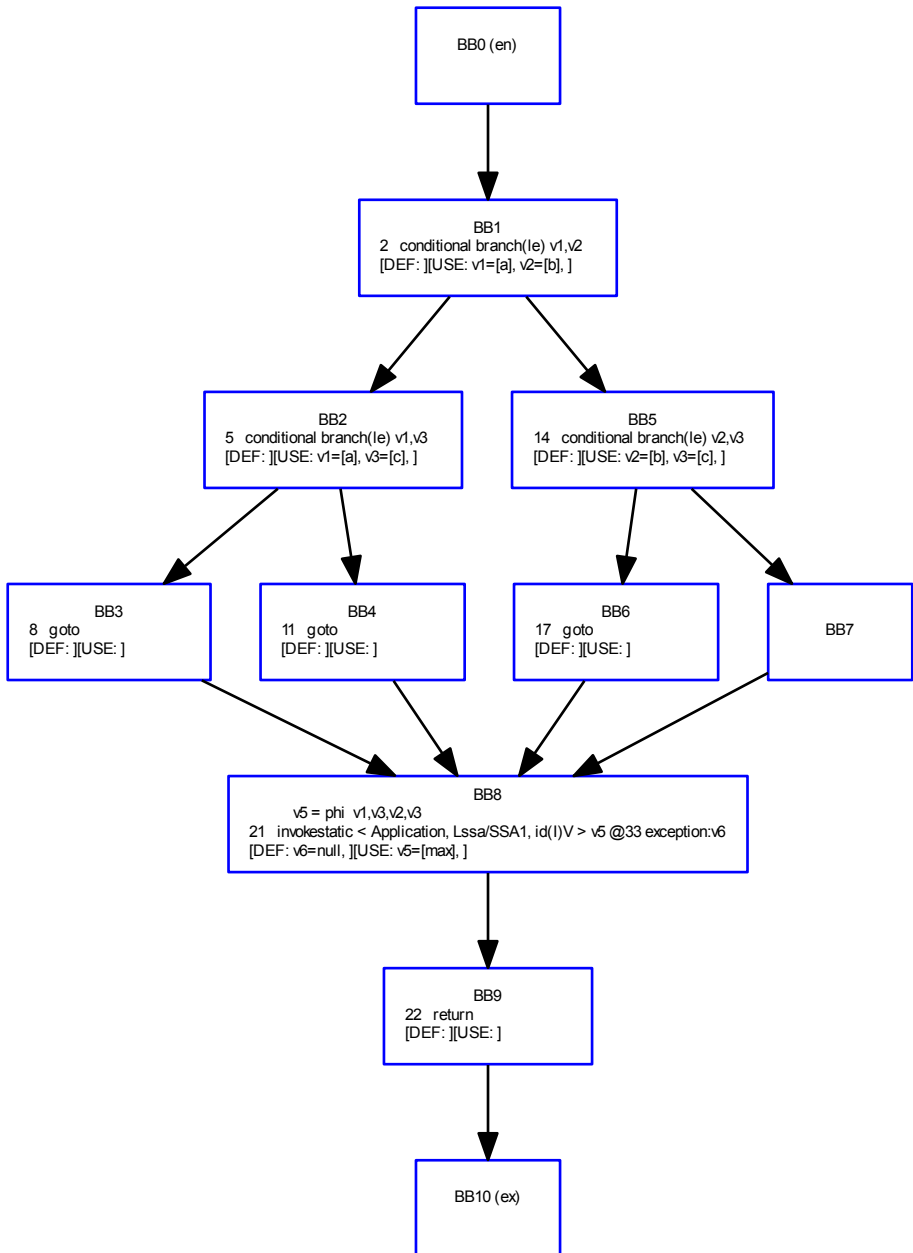 BB0 (en)
BB1
2 conditional branch(le) v1,v2
[DEF: ][USE: v1=[a], v2=[b], ]
BB2
5 conditional branch(le) v1,v3
[DEF: ][USE: v1=[a], v3=[c], ]
BB5
14 conditional branch(le) v2,v3
[DEF: ][USE: v2=[b], v3=[c], ]
BB3
8 goto
[DEF: ][USE: ]
BB4
11 goto
[DEF: ][USE: ]
BB6
17 goto
[DEF: ][USE: ]
BB7
BB8
v5 = phi v1,v3,v2,v3
21 invokestatic < Application, Lssa/SSA1, id(I)V > v5 @33 exception:v6
[DEF: v6=null, ][USE: v5=[max], ]
BB9
22 return
[DEF: ][USE: ]
BB10 (ex)